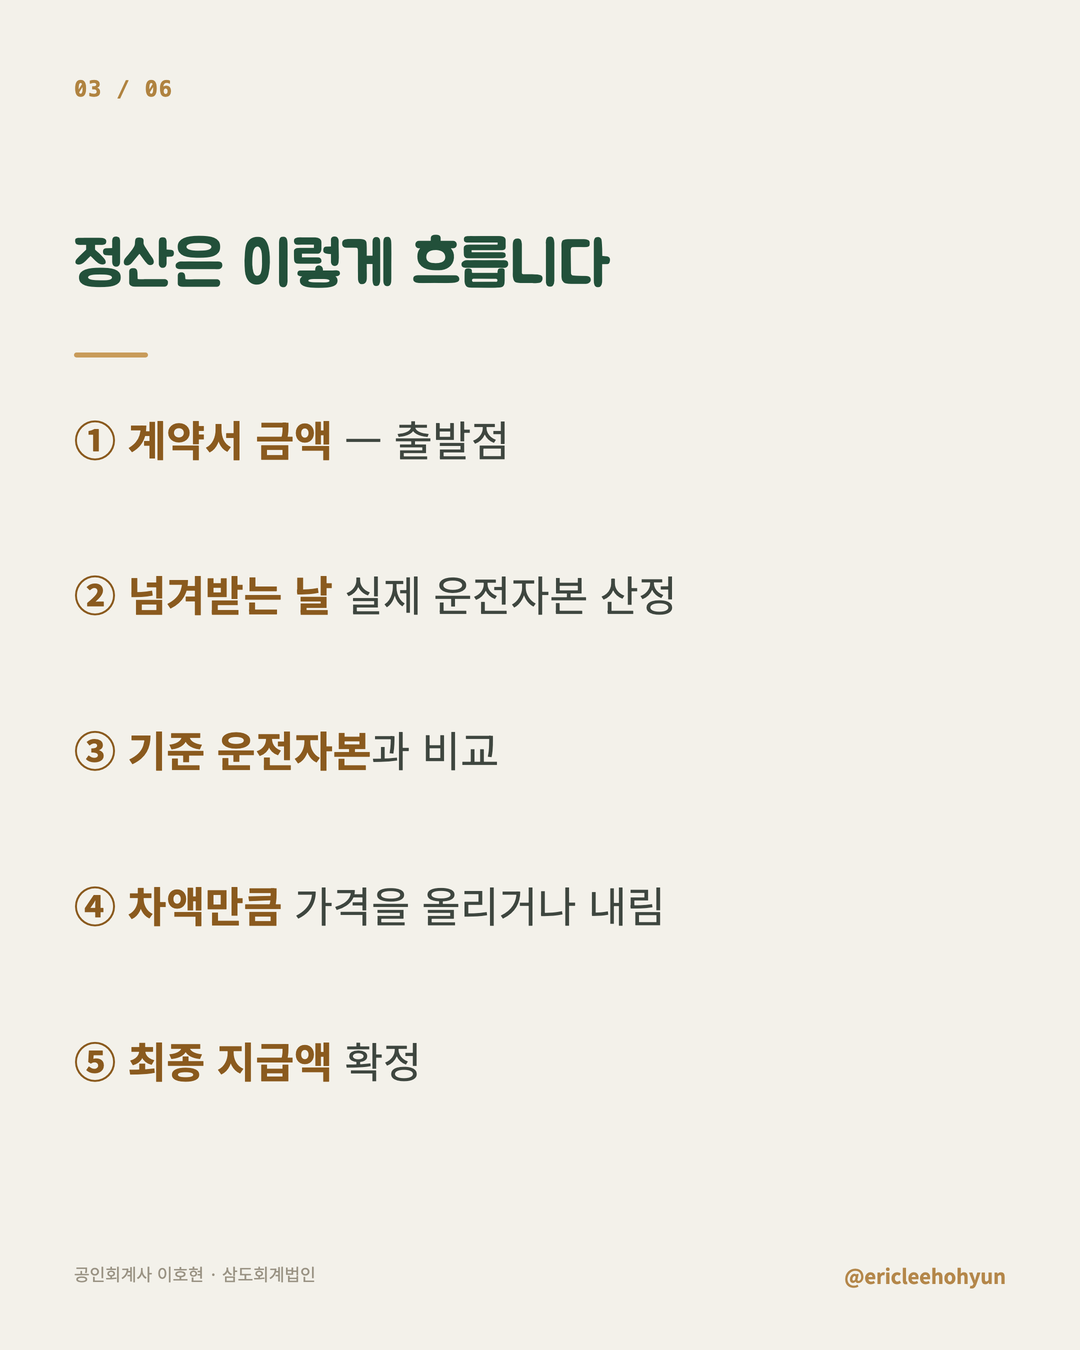 03 / 06
정산은 이렇게 흐릅니다
① 계약서 금액 — 출발점
② 넘겨받는 날 실제 운전자본 산정
③ 기준 운전자본과 비교
④ 차액만큼 가격을 올리거나 내림
⑤ 최종 지급액 확정
공인회계사 이호현 · 삼도회계법인
@ericleehohyun